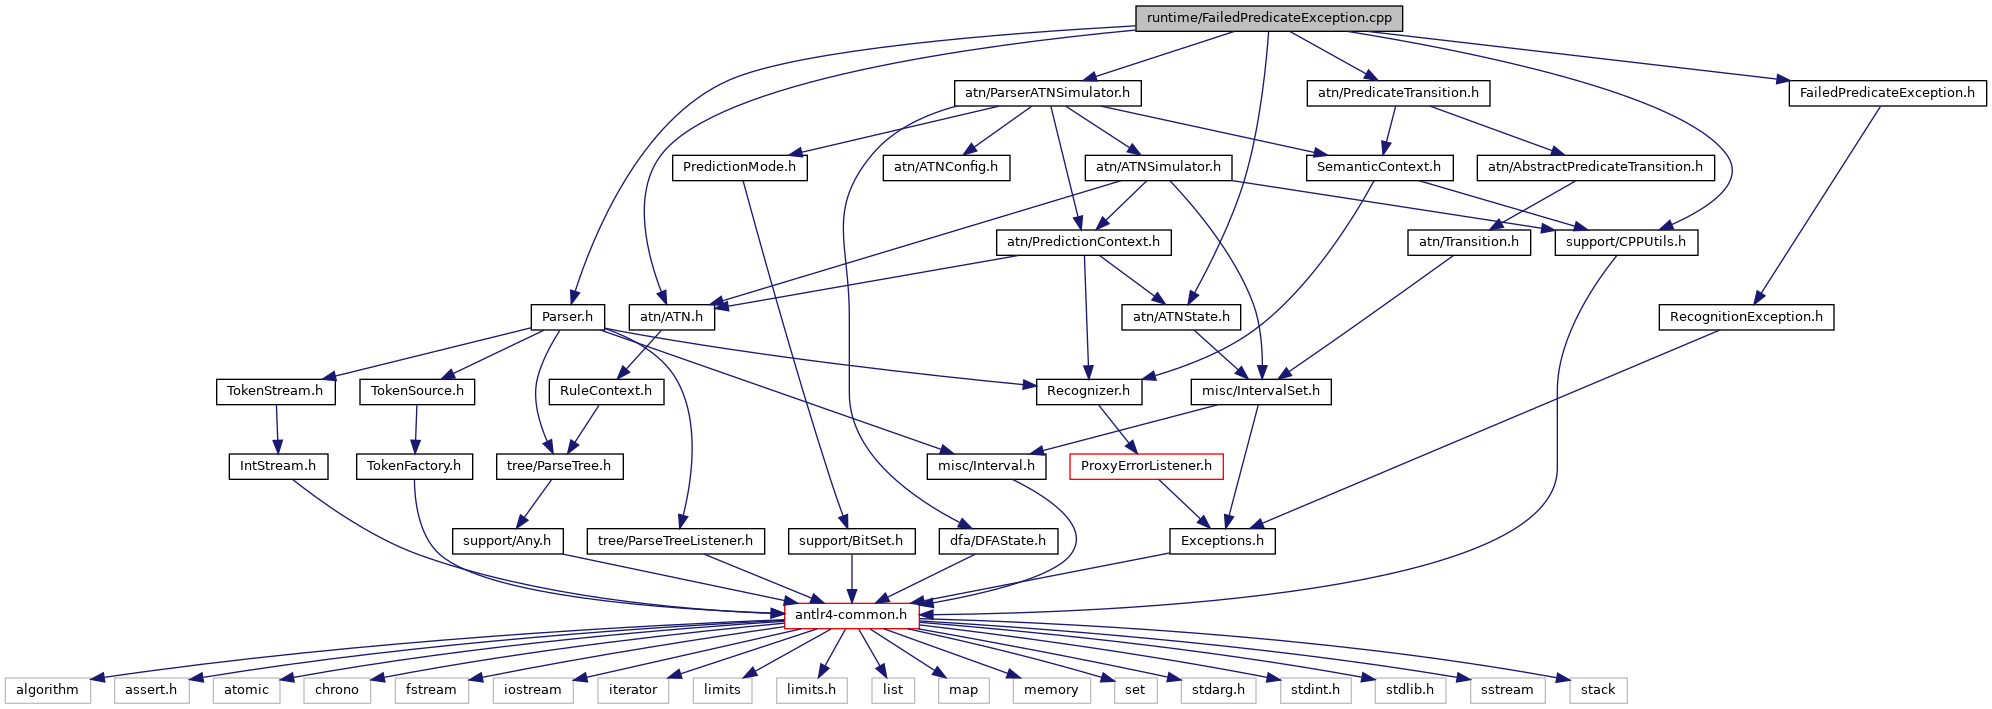 runtime/FailedPredicateException.cpp
atn/ParserATNSimulator.h
atn/PredicateTransition.h
FailedPredicateException.h
PredictionMode.h
atn/ATNConfig.h
atn/ATNSimulator.h
SemanticContext.h
atn/AbstractPredicateTransition.h
atn/PredictionContext.h
atn/Transition.h
support/CPPUtils.h
Parser.h
atn/ATN.h
atn/ATNState.h
RecognitionException.h
TokenStream.h
TokenSource.h
RuleContext.h
Recognizer.h
misc/IntervalSet.h
IntStream.h
TokenFactory.h
tree/ParseTree.h
misc/Interval.h
ProxyErrorListener.h
support/Any.h
tree/ParseTreeListener.h
support/BitSet.h
dfa/DFAState.h
Exceptions.h
antlr4-common.h
algorithm
assert.h
atomic
chrono
fstream
iostream
iterator
limits
limits.h
list
map
memory
set
stdarg.h
stdint.h
stdlib.h
sstream
stack